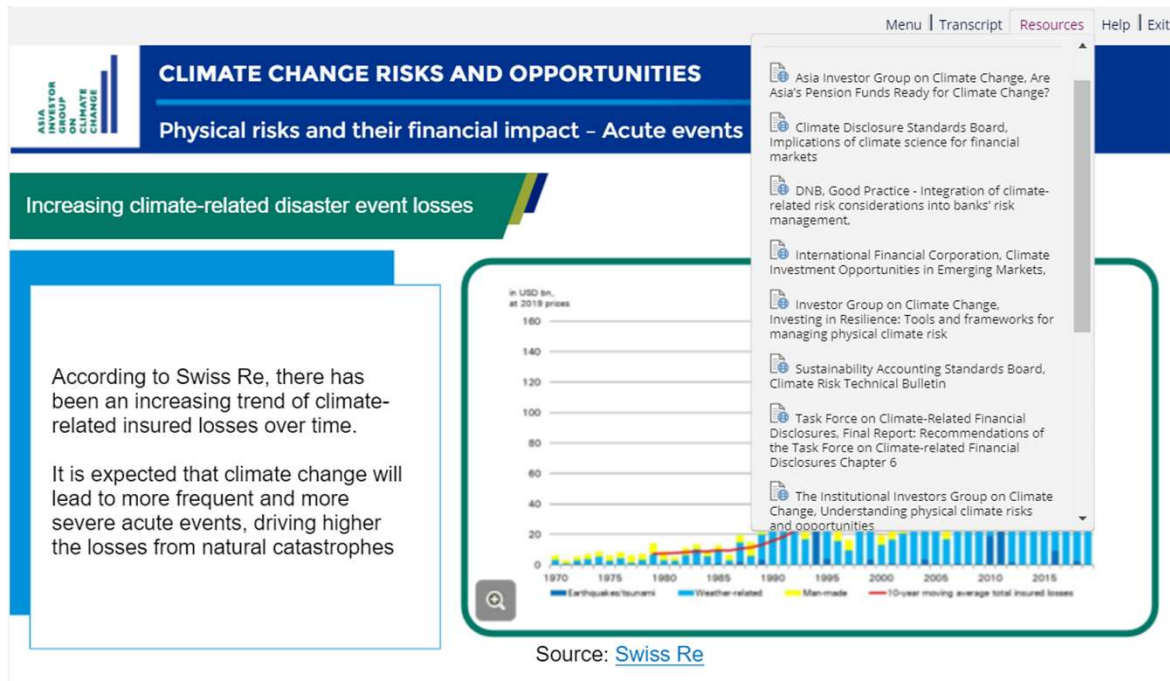 Menu | Transcript Resources Help | Exit
ASIA
INVESTOR
GROUP
ON
CLIMATE
CHANGE
CLIMATE CHANGE RISKS AND OPPORTUNITIES
Physical risks and their financial impact – Acute events
Asia Investor Group on Climate Change, Are
Asia's Pension Funds Ready for Climate Change?
Climate Disclosure Standards Board,
Implications of climate science for financial
markets
DNB, Good Practice - Integration of climate-
related risk considerations into banks' risk
management,
International Financial Corporation, Climate
Investment Opportunities in Emerging Markets,
Investor Group on Climate Change,
Investing in Resilience: Tools and frameworks for
managing physical climate risk
Sustainability Accounting Standards Board,
Climate Risk Technical Bulletin
Task Force on Climate-Related Financial
Disclosures, Final Report: Recommendations of
the Task Force on Climate-related Financial
Disclosures Chapter 6
The Institutional Investors Group on Climate
Change, Understanding physical climate risks
and opportunities
Increasing climate-related disaster event losses
According to Swiss Re, there has
been an increasing trend of climate-
related insured losses over time.
It is expected that climate change will
lead to more frequent and more
severe acute events, driving higher
the losses from natural catastrophes
in USD bn,
at 2019 prices
160
140
120
100
80
60
40
20
0
1970 1975 1980 1985 1990 1995 2000 2005 2010 2015
Earthquakes/tsunami Weather-related Man-made 10-year moving average total insured losses
Source: Swiss Re